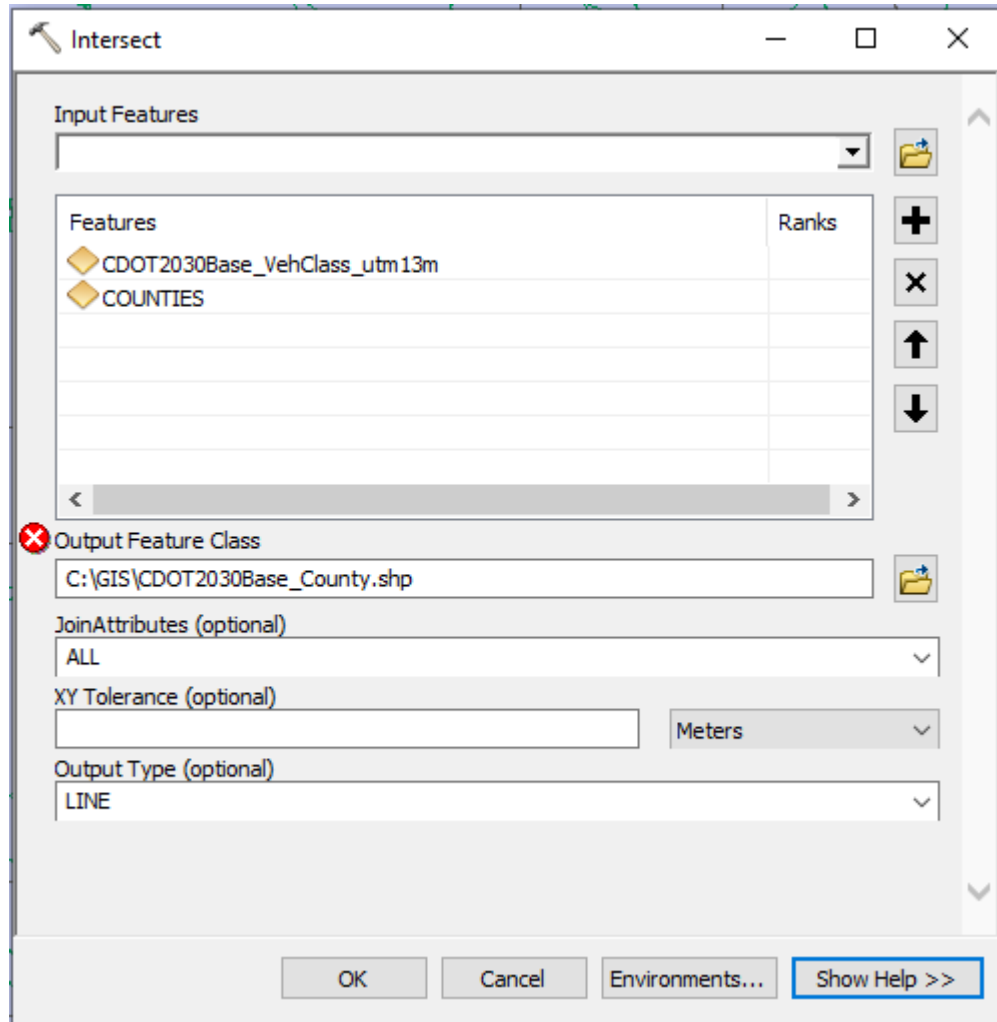 Intersect
Input Features
Features Ranks
CDOT2030Base_VehClass_utm13m
COUNTIES
Output Feature Class
C:\GIS\CDOT2030Base_County.shp
JoinAttributes (optional)
ALL
XY Tolerance (optional)
Meters
Output Type (optional)
LINE
OK Cancel Environments... Show Help >>